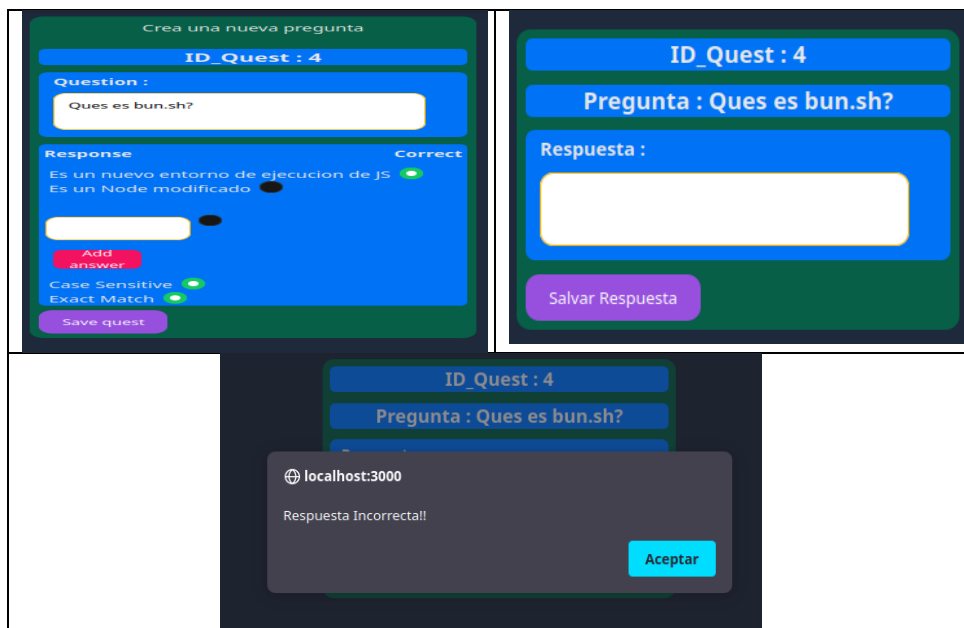 Crea una nueva pregunta
ID_Quest : 4
Question :
Ques es bun.sh?
Response Correct
Es un nuevo entorno de ejecucion de JS
Es un Node modificado
Add
answer
Case Sensitive
Exact Match
Save quest
ID_Quest : 4
Pregunta : Ques es bun.sh?
Respuesta :
Salvar Respuesta
ID_Quest : 4
Pregunta : Ques es bun.sh?
localhost:3000
Respuesta Incorrecta!!
Aceptar